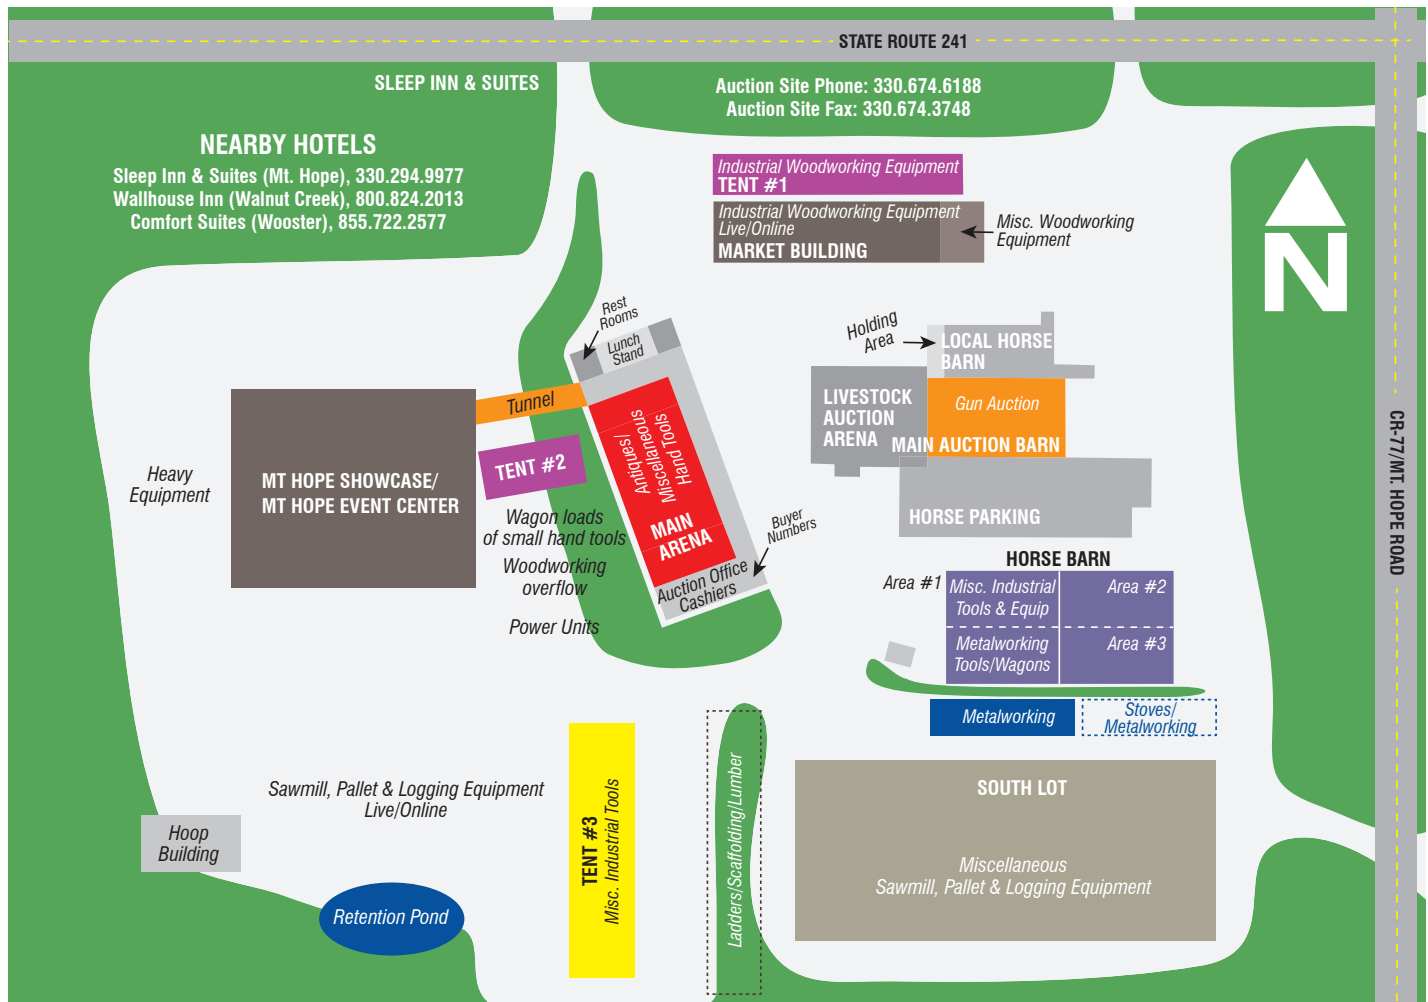 STATE ROUTE 241
SLEEP INN & SUITES
Auction Site Phone: 330.674.6188
Auction Site Fax: 330.674.3748
NEARBY HOTELS
Sleep Inn & Suites (Mt. Hope), 330.294.9977
Wallhouse Inn (Walnut Creek), 800.824.2013
Comfort Suites (Wooster), 855.722.2577
Industrial Woodworking Equipment
TENT #1
Industrial Woodworking Equipment
Live/Online
MARKET BUILDING
Misc. Woodworking
Equipment
N
Rest
Rooms
Lunch
Stand
Holding
Area
LOCAL HORSE
BARN
LIVESTOCK
AUCTION
ARENA
Gun Auction
MAIN AUCTION BARN
HORSE PARKING
CR-77/MT. HOPE ROAD
Tunnel
TENT #2
Heavy
Equipment
MT HOPE SHOWCASE/
MT HOPE EVENT CENTER
Antiques/
Miscellaneous
Hand Tools
MAIN
ARENA
Wagon loads
of small hand tools
Woodworking
overflow
Power Units
Buyer
Numbers
Auction Office
Cashiers
HORSE BARN
Area #1
Misc. Industrial
Tools & Equip
Area #2
Metalworking
Tools/Wagons
Area #3
Metalworking
Stoves/
Metalworking
Sawmill, Pallet & Logging Equipment
Live/Online
TENT #3
Misc. Industrial Tools
Ladders/Scaffolding/Lumber
SOUTH LOT
Miscellaneous
Sawmill, Pallet & Logging Equipment
Hoop
Building
Retention Pond